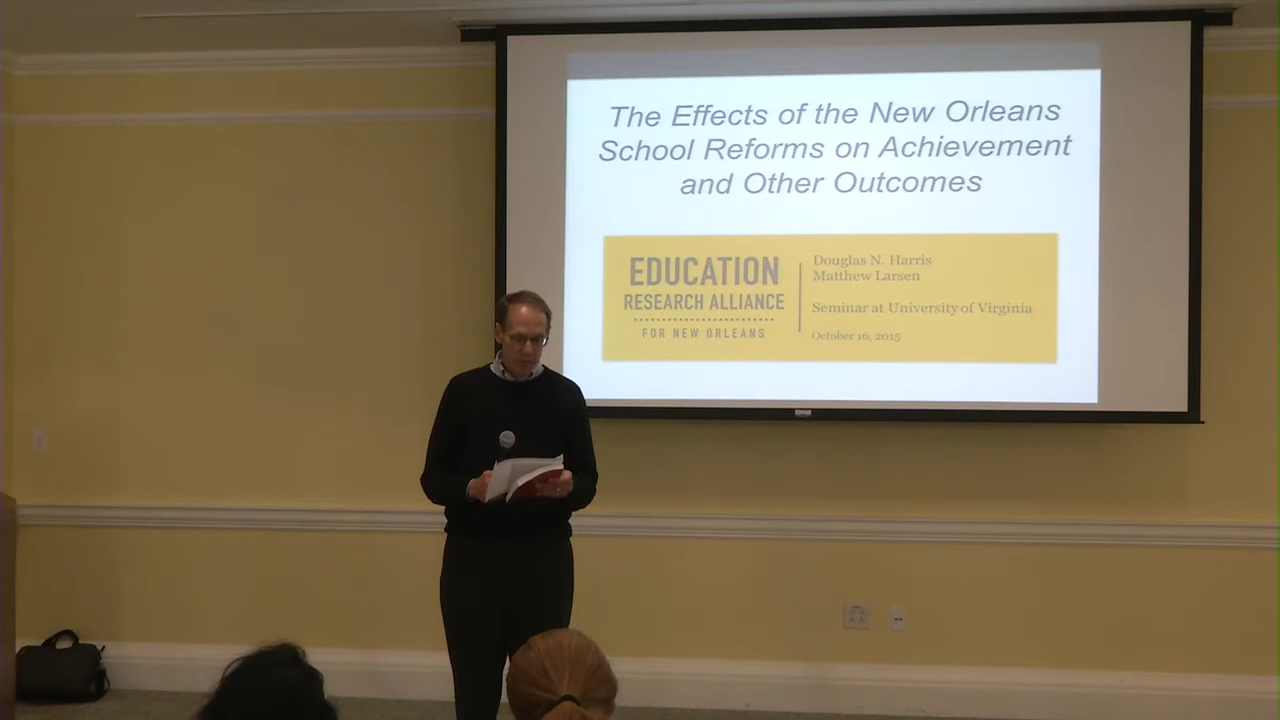 The Effects of the New Orleans
School Reforms on Achievement
and Other Outcomes
EDUCATION
RESEARCH ALLIANCE
FOR NEW ORLEANS
Douglas N. Harris
Matthew Larsen
Seminar at University of Virginia
October 16, 2015